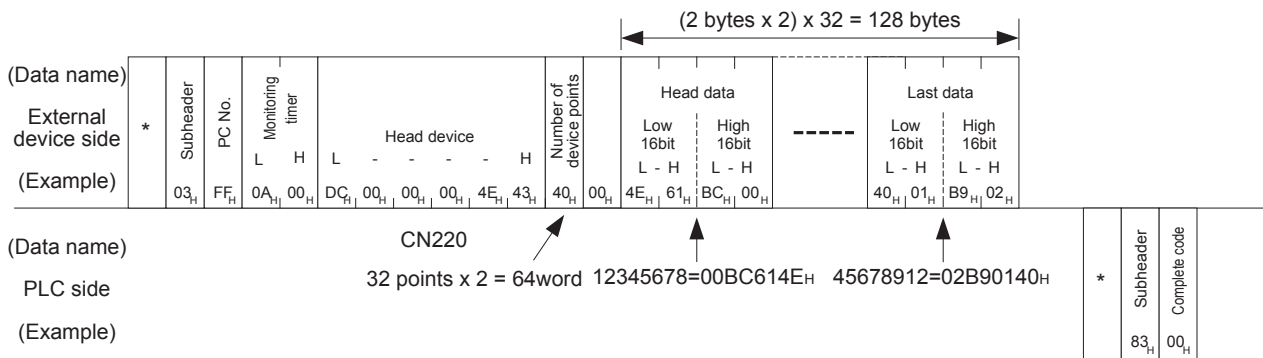 (2 bytes x 2) x 32 = 128 bytes
(Data name)
External
device side
(Example)
*
Subheader
03H
PC No.
FFH
Monitoring
timer
L H
0AH 00H
Head device
L - - - - H
DCH 00H 00H 00H 4EH 43H
Number of
device points
40H 00H
Head data
Low
16bit
High
16bit
L - H L - H
4EH 61H BCH 00H
Last data
Low
16bit
High
16bit
L - H L - H
40H 01H B9H 02H
(Data name)
PLC side
(Example)
CN220
32 points x 2 = 64word
12345678=00BC614EH
45678912=02B90140H
*
Subheader
83H
Complete code
00H